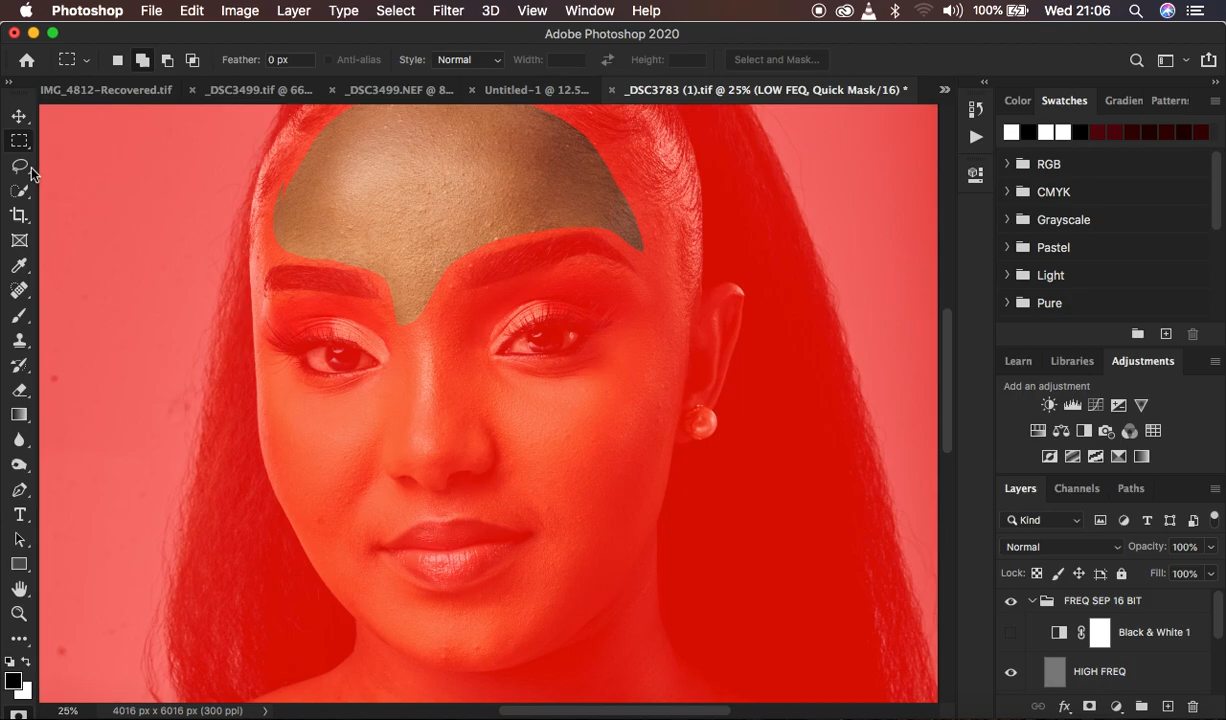 Photoshop File Edit Image Layer Type Select Filter 3D View Window Help 100% Wed 21:06
Adobe Photoshop 2020
Feather: 0 px Anti-alias Style: Normal Width: Height: Select and Mask...
IMG_4812-Recovered.tif × _DSC3499.tif @ 66... × _DSC3499.NEF @ 8... × Untitled-1 @ 12.5... × _DSC3783 (1).tif @ 25% (LOW FEQ, Quick Mask/16) *
Color Swatches Gradien Patterns
RGB
CMYK
Grayscale
Pastel
Light
Pure
Learn Libraries Adjustments
Add an adjustment
Layers Channels Paths
Kind
Normal Opacity: 100%
Lock: Fill: 100%
FREQ SEP 16 BIT
Black & White 1
HIGH FREQ
25% 4016 px x 6016 px (300 ppi)